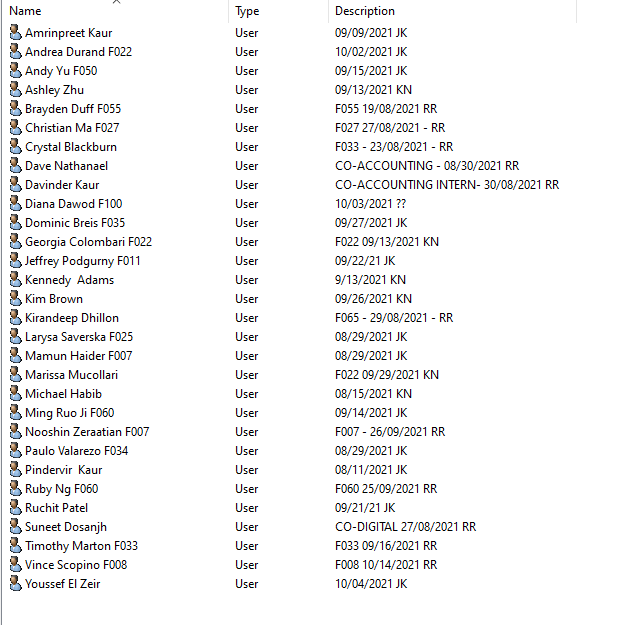 Name Type Description
Amrinpreet Kaur User 09/09/2021 JK
Andrea Durand F022 User 10/02/2021 JK
Andy Yu F050 User 09/15/2021 JK
Ashley Zhu User 09/13/2021 KN
Brayden Duff F055 User F055 19/08/2021 RR
Christian Ma F027 User F027 27/08/2021 - RR
Crystal Blackburn User F033 - 23/08/2021 - RR
Dave Nathanael User CO-ACCOUNTING - 08/30/2021 RR
Davinder Kaur User CO-ACCOUNTING INTERN- 30/08/2021 RR
Diana Dawod F100 User 10/03/2021 ??
Dominic Breis F035 User 09/27/2021 JK
Georgia Colombari F022 User F022 09/13/2021 KN
Jeffrey Podgurny F011 User 09/22/21 JK
Kennedy  Adams User 9/13/2021 KN
Kim Brown User 09/26/2021 KN
Kirandeep Dhillon User F065 - 29/08/2021 - RR
Larysa Saverska F025 User 08/29/2021 JK
Mamun Haider F007 User 08/29/2021 JK
Marissa Mucollari User F022 09/29/2021 KN
Michael Habib User 08/15/2021 KN
Ming Ruo Ji F060 User 09/14/2021 JK
Nooshin Zeraatian F007 User F007 - 26/09/2021 RR
Paulo Valarezo F034 User 08/29/2021 JK
Pindervir  Kaur User 08/11/2021 JK
Ruby Ng F060 User F060 25/09/2021 RR
Ruchit Patel User 09/21/21 JK
Suneet Dosanjh User CO-DIGITAL 27/08/2021 RR
Timothy Marton F033 User F033 09/16/2021 RR
Vince Scopino F008 User F008 10/14/2021 RR
Youssef El Zeir User 10/04/2021 JK